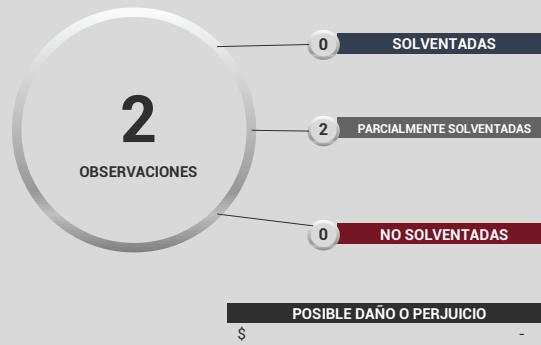 2
OBSERVACIONES
0 SOLVENTADAS
2 PARCIALMENTE SOLVENTADAS
0 NO SOLVENTADAS
POSIBLE DAÑO O PERJUICIO
$ -